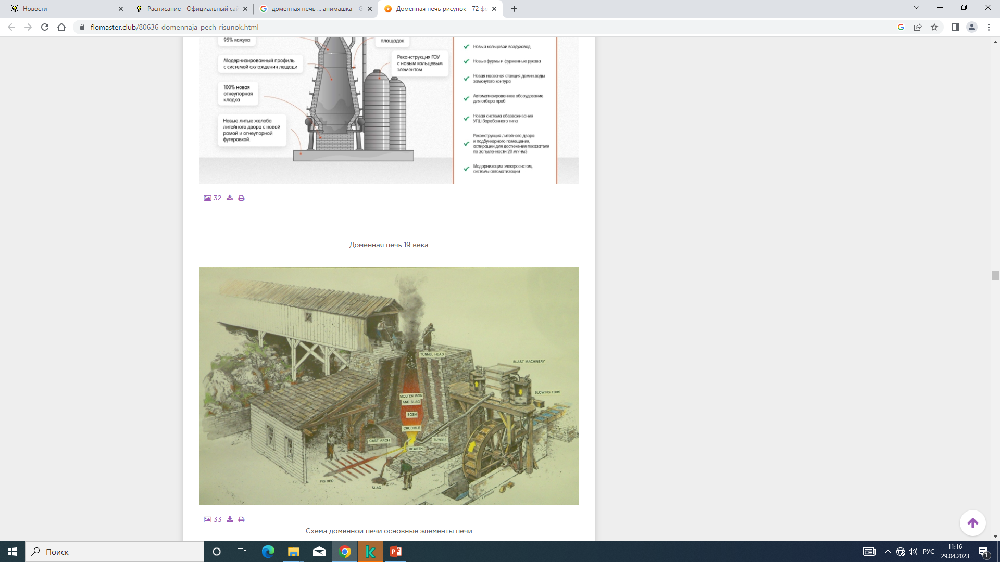 Новости
Расписание - Официальный сай
доменная печь ... анимашка – G
Доменная печь рисунок - 72 фо
flomaster.club/80636-domennaja-pech-risunok.html
95% кожуха
площадок
Модернизированный профиль
с системой охлаждения лещади
Реконструкция ГОУ
с новым кольцевым
элементом
100% новая
огнеупорная
кладка
Новые литые желоба
литейного двора с новой
рамой и огнеупорной
футеровкой.
Новый кольцевой воздуховод
Новые фурмы и фурменные рукава
Новая насосная станция демин.воды
замкнутого контура
Автоматизированное оборудование
для отбора проб
Новая система обезвоживания
УГШ барабанного типа
Реконструкция литейного двора
и подбункерного помещения,
аспирации для достижения показателя
по запыленности 20 мг/нм3
Модернизация электросистем,
системы автоматизации
32
Доменная печь 19 века
TUNNEL HEAD
BLAST MACHINERY
BLOWING TUBS
MOLTEN IRON
AND SLAG
BOSH
CRUCIBLE
CAST ARCH
TUYERE
HEARTH
PIG BED
SLAG
33
Схема доменной печи основные элементы печи
Поиск
РУС
11:16
29.04.2023
1